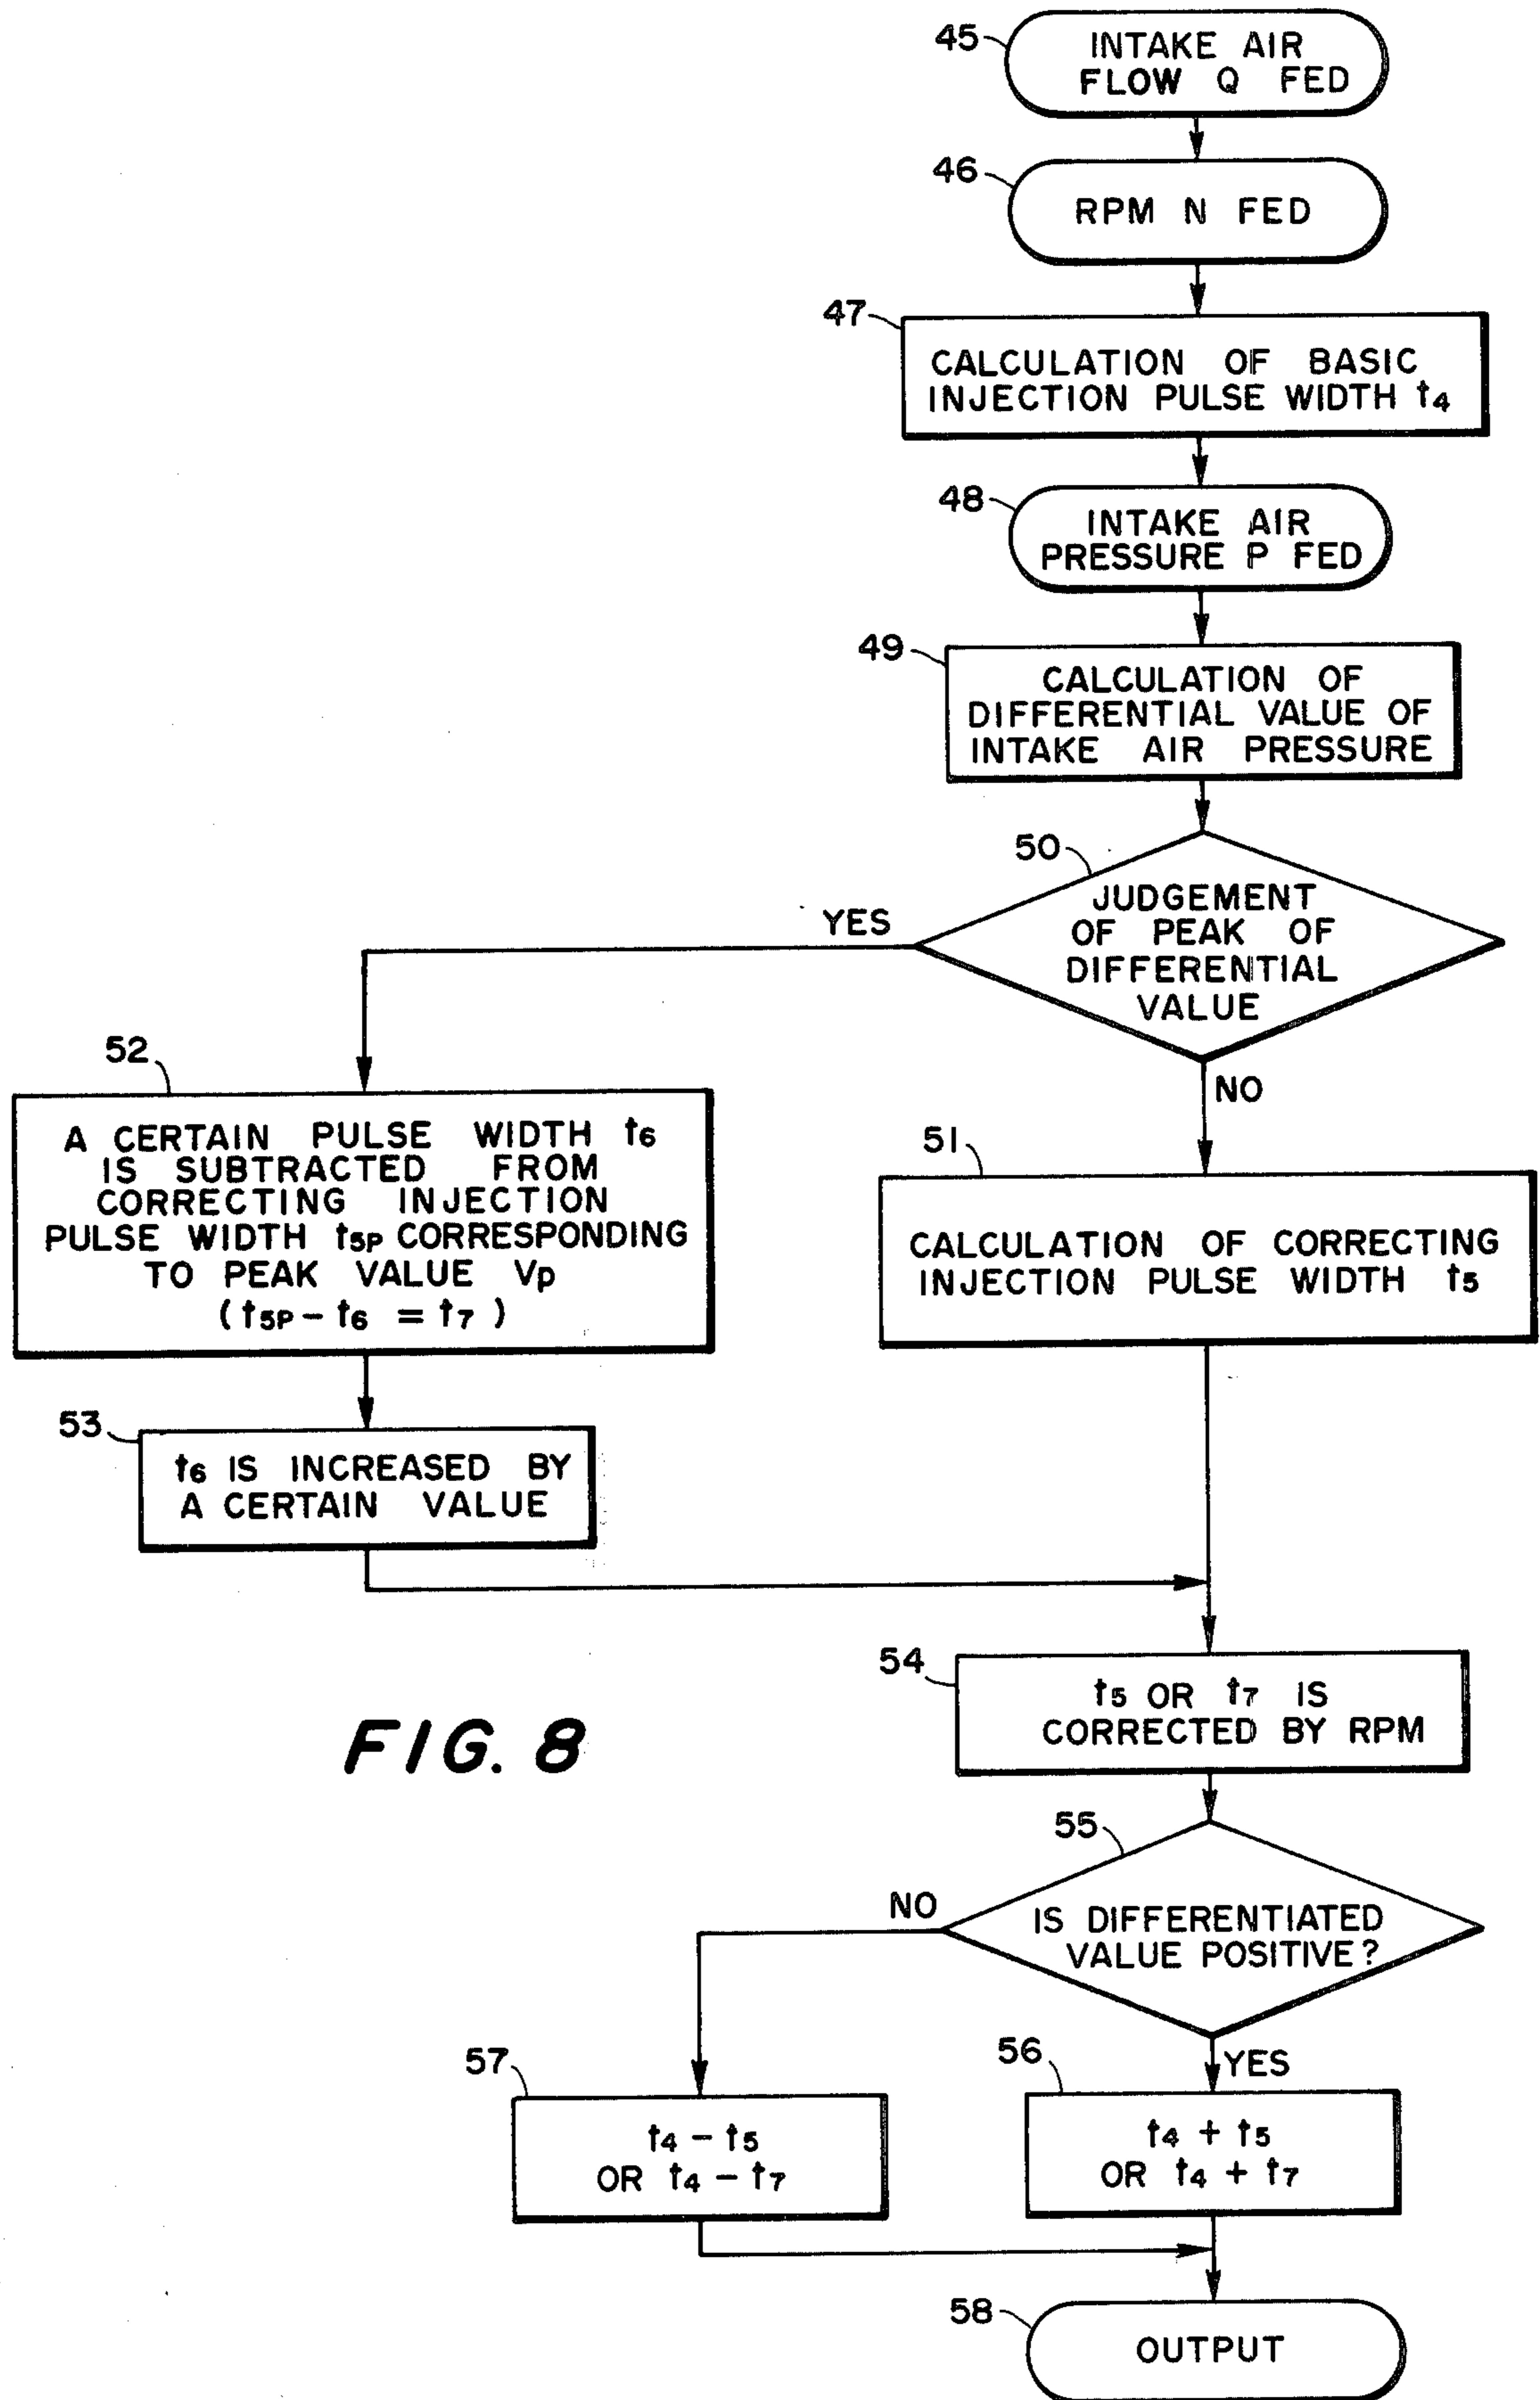 45
INTAKE AIR
FLOW Q FED
46
RPM N FED
47
CALCULATION OF BASIC
INJECTION PULSE WIDTH t4
48
INTAKE AIR
PRESSURE P FED
49
CALCULATION OF
DIFFERENTIAL VALUE OF
INTAKE AIR PRESSURE
50
JUDGEMENT
OF PEAK OF
DIFFERENTIAL
VALUE
YES
NO
52
A CERTAIN PULSE WIDTH t6
IS SUBTRACTED FROM
CORRECTING INJECTION
PULSE WIDTH t5P CORRESPONDING
TO PEAK VALUE Vp
(t5P - t6 = t7)
51
CALCULATION OF CORRECTING
INJECTION PULSE WIDTH t5
53
t6 IS INCREASED BY
A CERTAIN VALUE
54
t5 OR t7 IS
CORRECTED BY RPM
FIG. 8
55
IS DIFFERENTIATED
VALUE POSITIVE?
NO
YES
57
t4 - t5
OR t4 - t7
56
t4 + t5
OR t4 + t7
58
OUTPUT